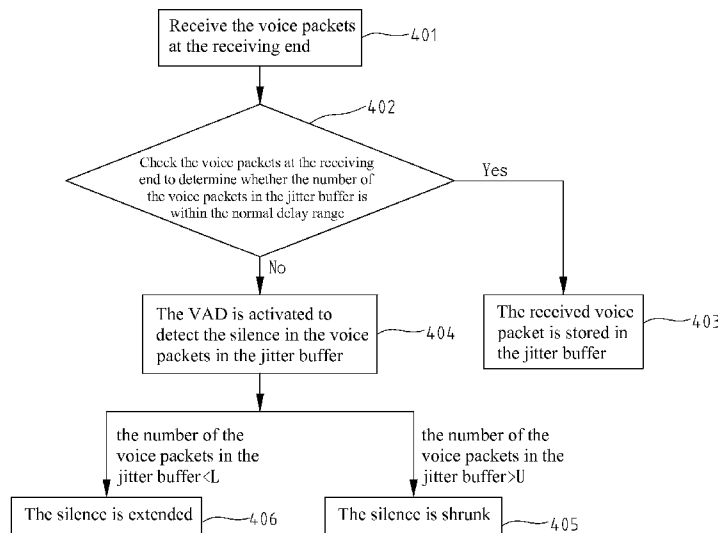 Receive the voice packets
at the receiving end
401
402
Check the voice packets at the receiving
end to determine whether the number of
the voice packets in the jitter buffer is
within the normal delay range
Yes
No
The VAD is activated to
detect the silence in the voice
packets in the jitter buffer
404
The received voice
packet is stored in
the jitter buffer
403
the number of the
voice packets in the
jitter buffer<L
the number of the
voice packets in the
jitter buffer>U
The silence is extended
406
The silence is shrunk
405